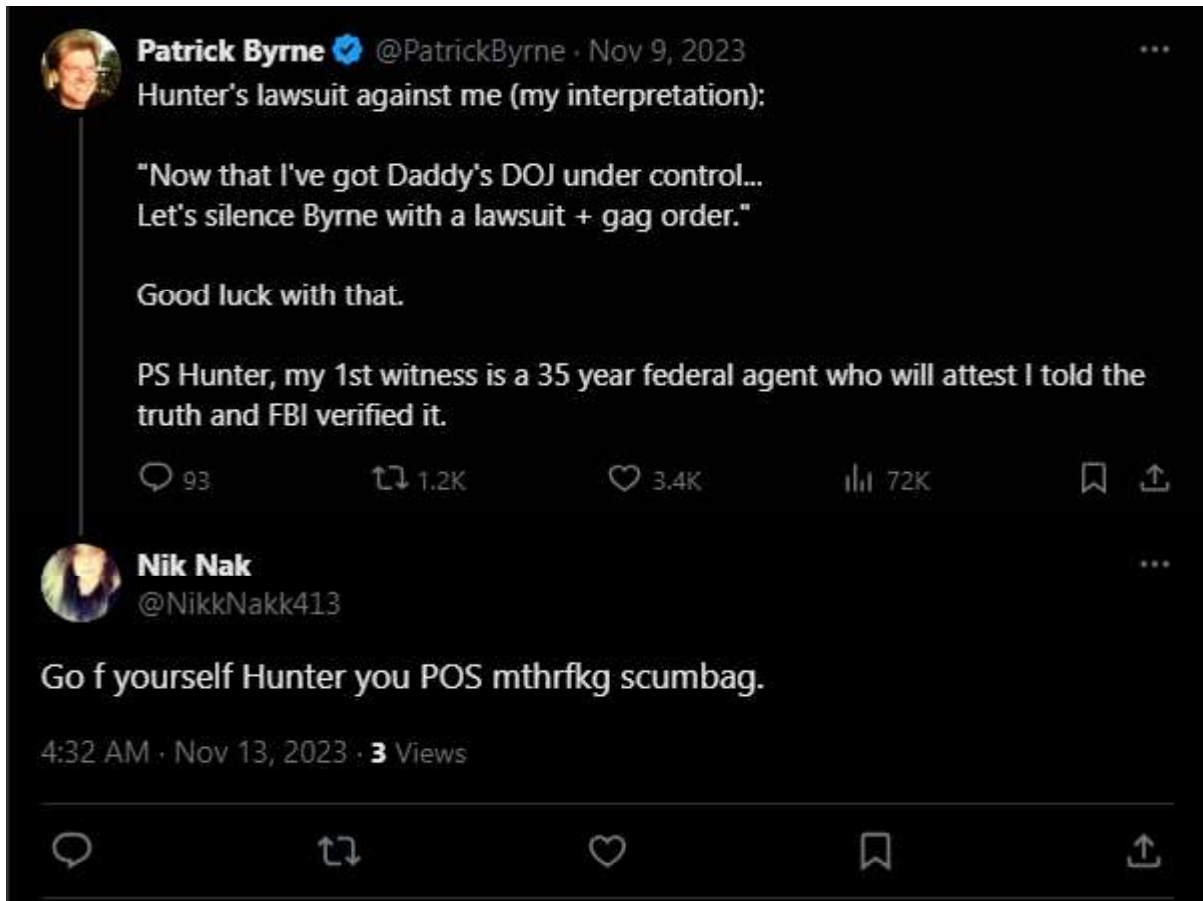 Patrick Byrne @PatrickByrne · Nov 9, 2023
Hunter's lawsuit against me (my interpretation):
"Now that I've got Daddy's DOJ under control...
Let's silence Byrne with a lawsuit + gag order."
Good luck with that.
PS Hunter, my 1st witness is a 35 year federal agent who will attest I told the
truth and FBI verified it.
93 1.2K 3.4K 72K
Nik Nak
@NikkNakk413
Go f yourself Hunter you POS mthrfkg scumbag.
4:32 AM · Nov 13, 2023 · 3 Views